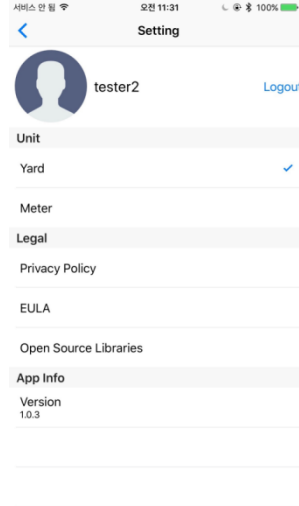 서비스 안 됨 오전 11:31 100%
Setting
tester2 Logout
Unit
Yard
Meter
Legal
Privacy Policy
EULA
Open Source Libraries
App Info
Version
1.0.3